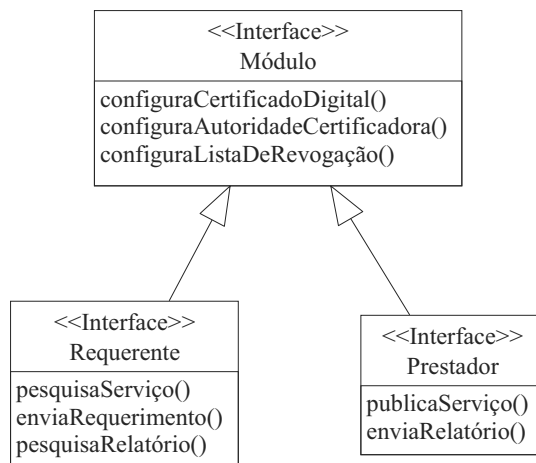 <<Interface>>
Módulo
configuraCertificadoDigital()
configuraAutoridadeCertificadora()
configuraListaDeRevogação()
<<Interface>>
Requerente
pesquisaServiço()
enviaRequerimento()
pesquisaRelatório()
<<Interface>>
Prestador
publicaServiço()
enviaRelatório()